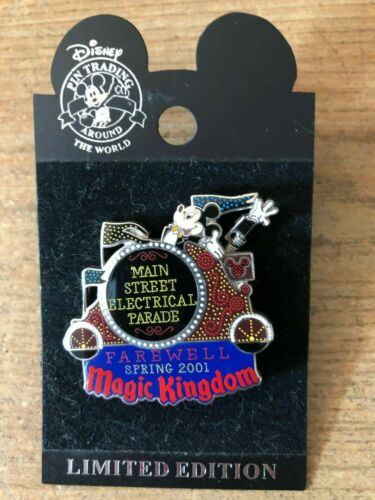 Disney
PIN TRADING
AROUND
THE WORLD
MAIN
STREET
ELECTRICAL
PARADE
FAREWELL
SPRING 2001
Magic Kingdom
LIMITED EDITION